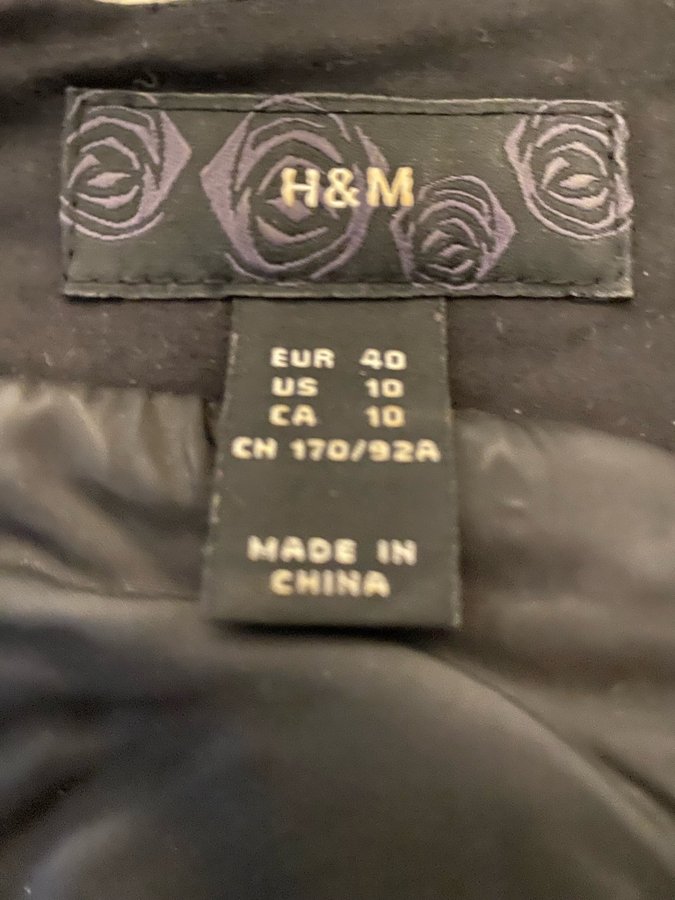 H&M
EUR 40
US 10
CA 10
CN 170/92A
MADE IN
CHINA